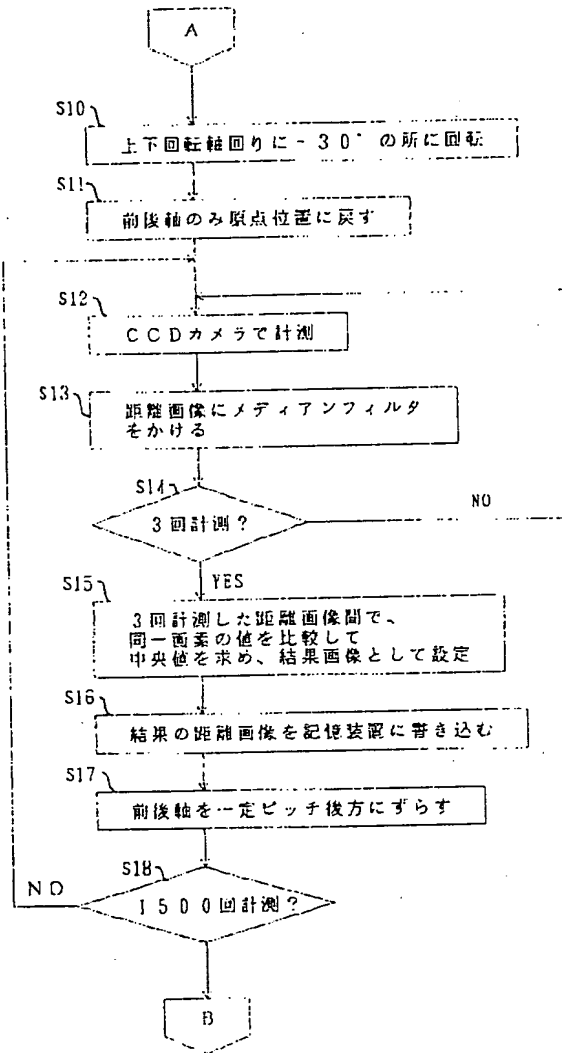 A
S10
上下回転軸回りに-30°の所に回転
S11
前後軸のみ原点位置に戻す
S12
CCDカメラで計測
S13
距離画像にメディアンフィルタ
をかける
S14
3回計測?
NO
YES
S15
3回計測した距離画像間で、
同一画素の値を比較して
中央値を求め、結果画像として設定
S16
結果の距離画像を記憶装置に書き込む
S17
前後軸を一定ピッチ後方にずらす
S18
NO
1500回計測?
B